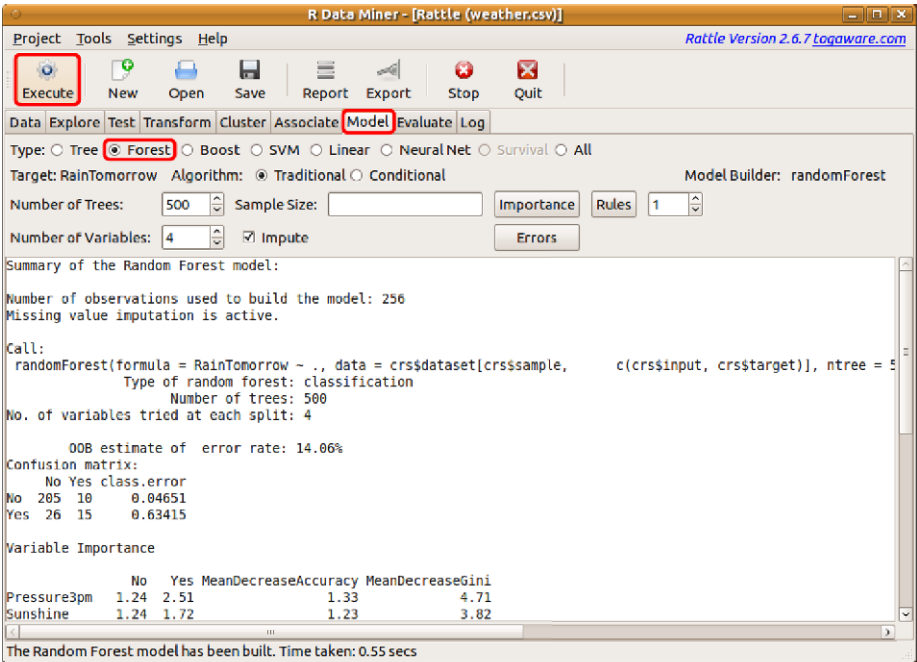 R Data Miner - [Rattle (weather.csv)]
Project Tools Settings Help Rattle Version 2.6.7 togaware.com
Execute New Open Save Report Export Stop Quit
Data Explore Test Transform Cluster Associate Model Evaluate Log
Type: Tree Forest Boost SVM Linear Neural Net Survival All
Target: RainTomorrow Algorithm: Traditional Conditional Model Builder: randomForest
Number of Trees: 500 Sample Size: Importance Rules 1
Number of Variables: 4 Impute Errors
Summary of the Random Forest model:
Number of observations used to build the model: 256
Missing value imputation is active.
Call:
randomForest(formula = RainTomorrow ~ ., data = crs$dataset[crs$sample, c(crs$input, crs$target)], ntree = 5
Type of random forest: classification
Number of trees: 500
No. of variables tried at each split: 4
OOB estimate of error rate: 14.06%
Confusion matrix:
No Yes class.error
No 205 10 0.04651
Yes 26 15 0.63415
Variable Importance
No Yes MeanDecreaseAccuracy MeanDecreaseGini
Pressure3pm 1.24 2.51 1.33 4.71
Sunshine 1.24 1.72 1.23 3.82
The Random Forest model has been built. Time taken: 0.55 secs